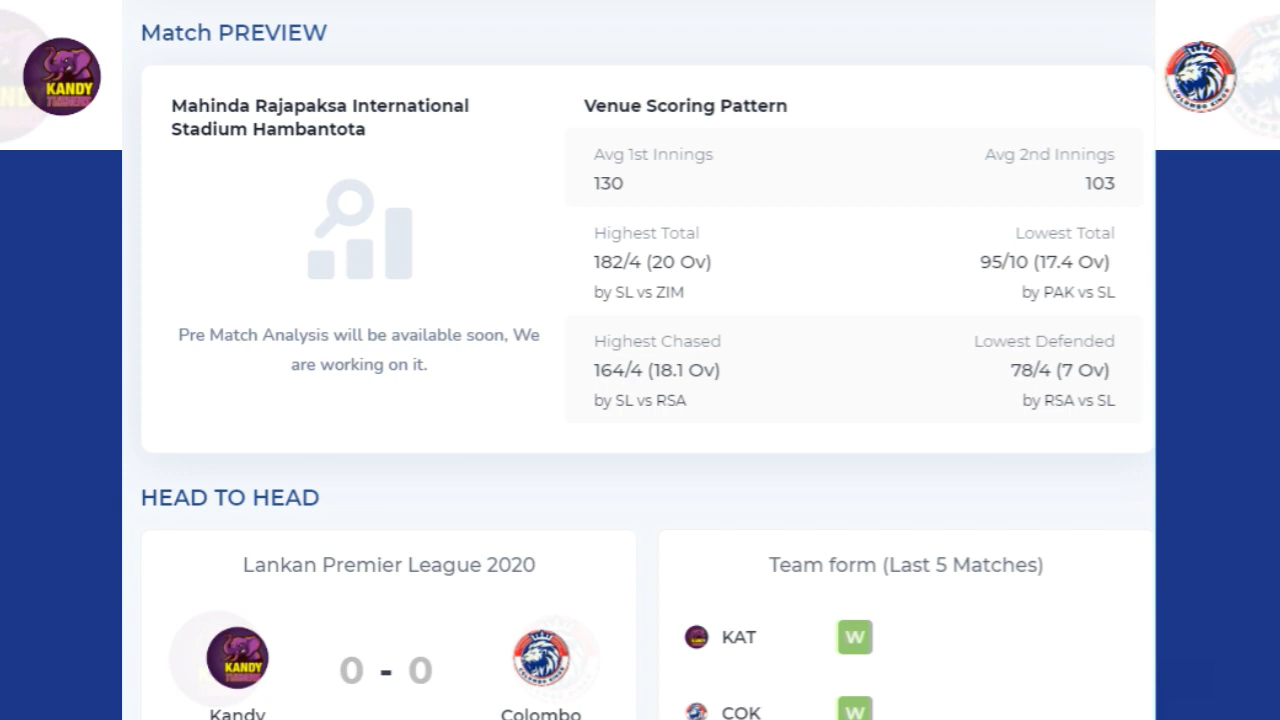 Match PREVIEW
KANDY
TUSKERS
COLOMBO KINGS
Mahinda Rajapaksa International
Stadium Hambantota
Venue Scoring Pattern
Avg 1st Innings
Avg 2nd Innings
130
103
Highest Total
Lowest Total
182/4 (20 Ov)
95/10 (17.4 Ov)
by SL vs ZIM
by PAK vs SL
Pre Match Analysis will be available soon, We
are working on it.
Highest Chased
Lowest Defended
164/4 (18.1 Ov)
78/4 (7 Ov)
by SL vs RSA
by RSA vs SL
HEAD TO HEAD
Lankan Premier League 2020
Team form (Last 5 Matches)
KANDY
0 - 0
KAT
W
Kandy
Colombo
COK
W